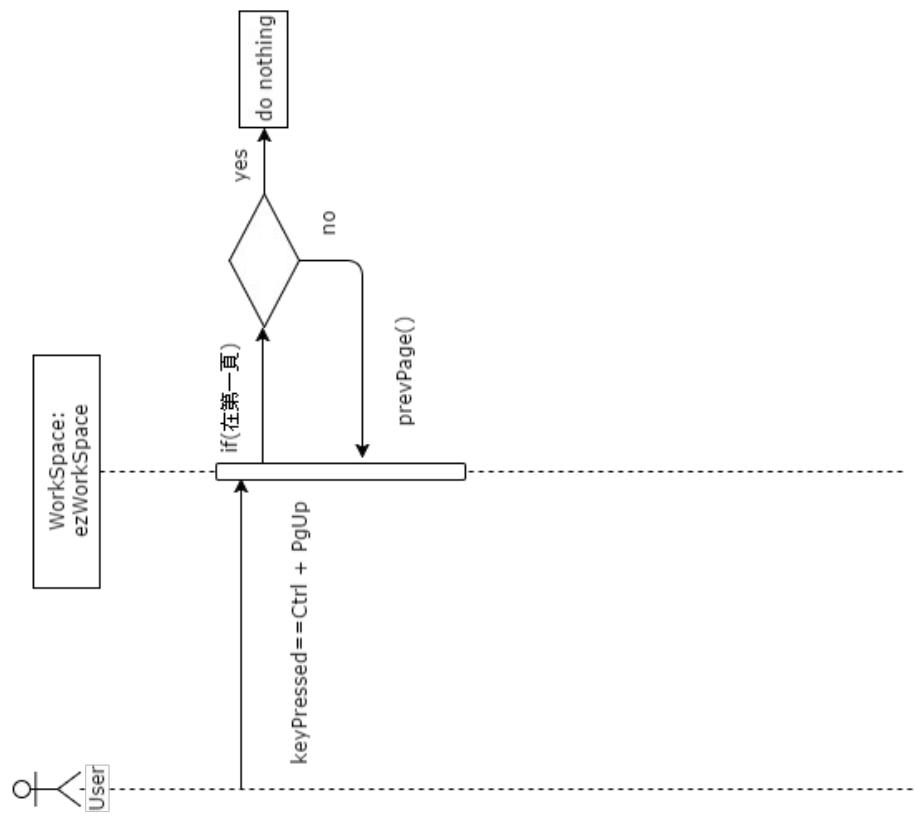 User
WorkSpace:
ezWorkSpace
keyPressed==Ctrl + PgUp
if(在第一頁)
yes
do nothing
no
prevPage()